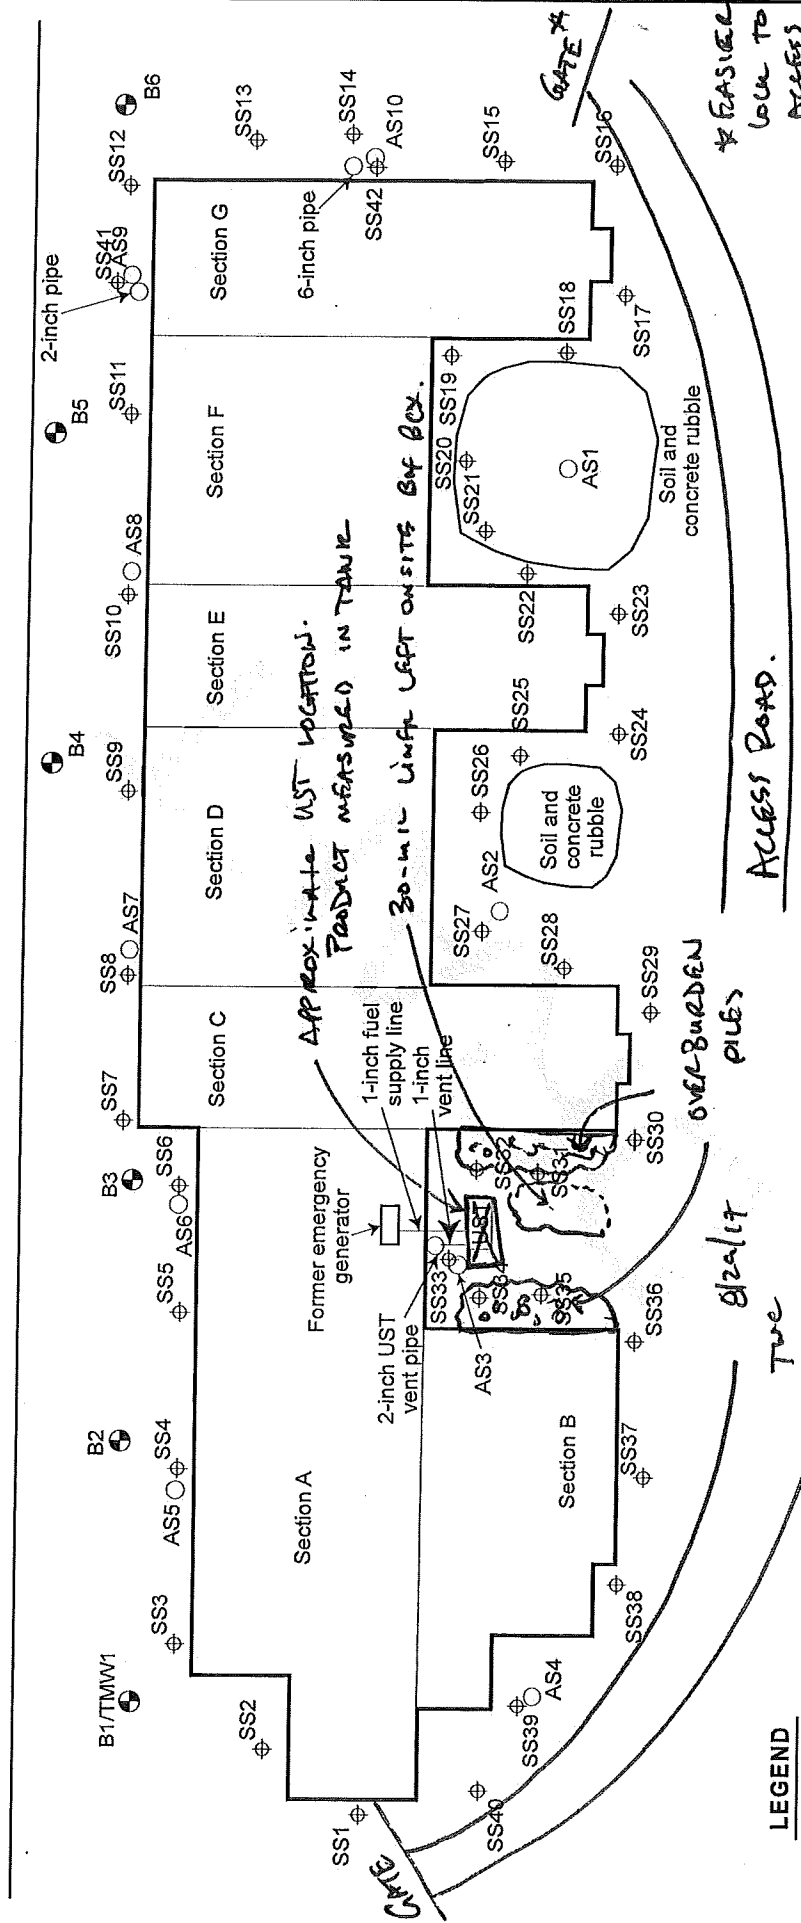 B1/TMW1
B2
B3
B4
B5
B6
SS1
SS2
SS3
AS5
SS4
SS5
AS6
SS6
SS7
SS8
AS7
SS9
SS10
AS8
SS11
2-inch pipe
SS41
AS9
SS12
SS13
SS14
AS10
SS42
6-inch pipe
SS15
SS16
SS17
SS18
SS19
SS20
SS21
SS22
SS23
SS24
SS25
SS26
SS27
AS2
SS28
SS29
SS30
SS31
SS32
SS33
SS34
SS35
SS36
AS3
SS37
SS38
SS39
AS4
SS40
AS1
Section A
Section B
Section C
Section D
Section E
Section F
Section G
Former emergency
generator
1-inch fuel
supply line
1-inch
vent line
2-inch UST
vent pipe
UST
Soil and
concrete
rubble
Soil and
concrete rubble
APPROXIMATE UST LOCATION.
PRODUCT MEASURED IN TANK
30-MIL LINER LEFT ONSITE BY BOX.
OVERBURDEN
PILES
8/22/17
TWC
ACCESS ROAD.
GATE
GATE *
* EASIER
LOCK TO
ACCESS
LEGEND